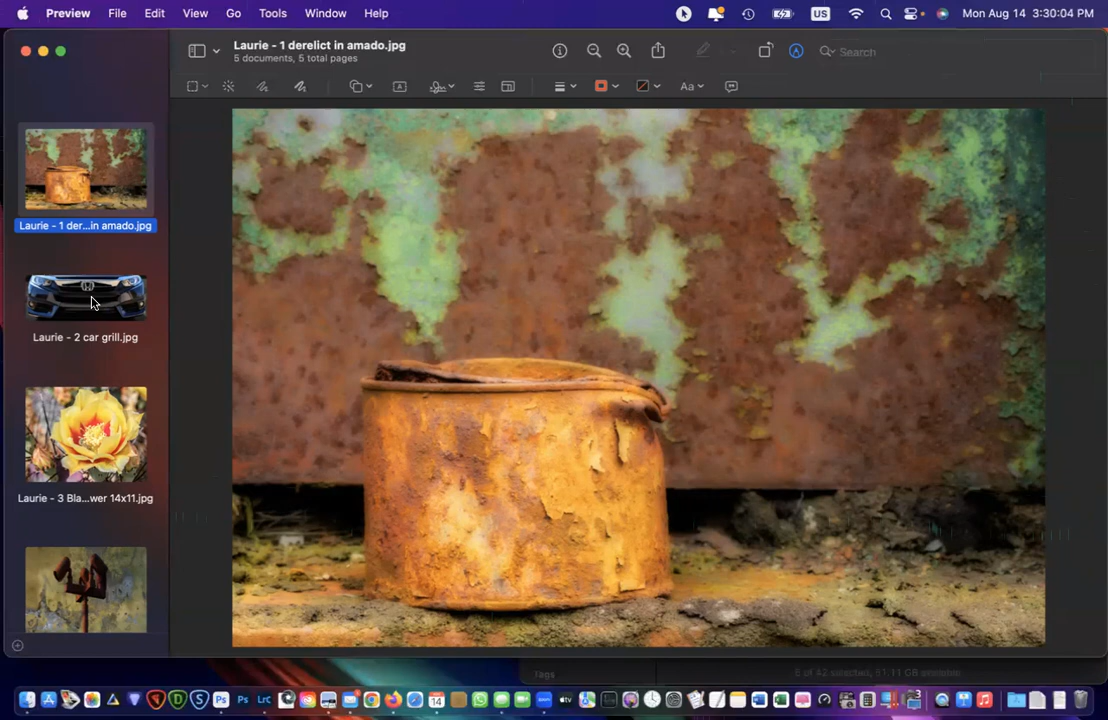 Preview File Edit View Go Tools Window Help
US Mon Aug 14 3:30:04 PM
Laurie - 1 derelict in amado.jpg
5 documents, 5 total pages
Search
Aa
Laurie - 1 der...in amado.jpg
Laurie - 2 car grill.jpg
Laurie - 3 Bla...wer 14x11.jpg
Tags